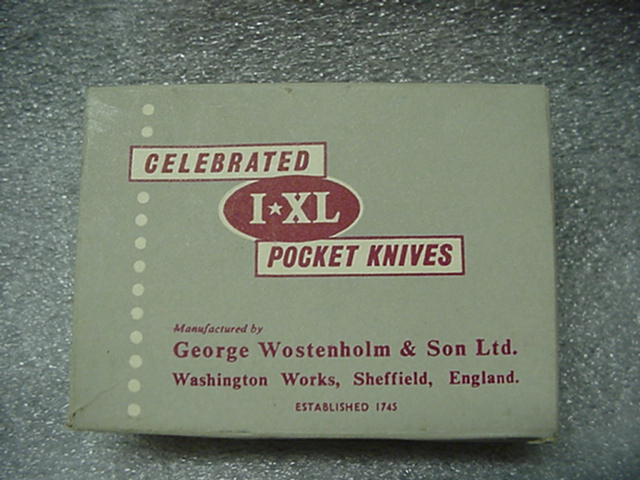 CELEBRATED
I★XL
POCKET KNIVES
Manufactured by
George Wostenholm & Son Ltd.
Washington Works, Sheffield, England.
ESTABLISHED 1745